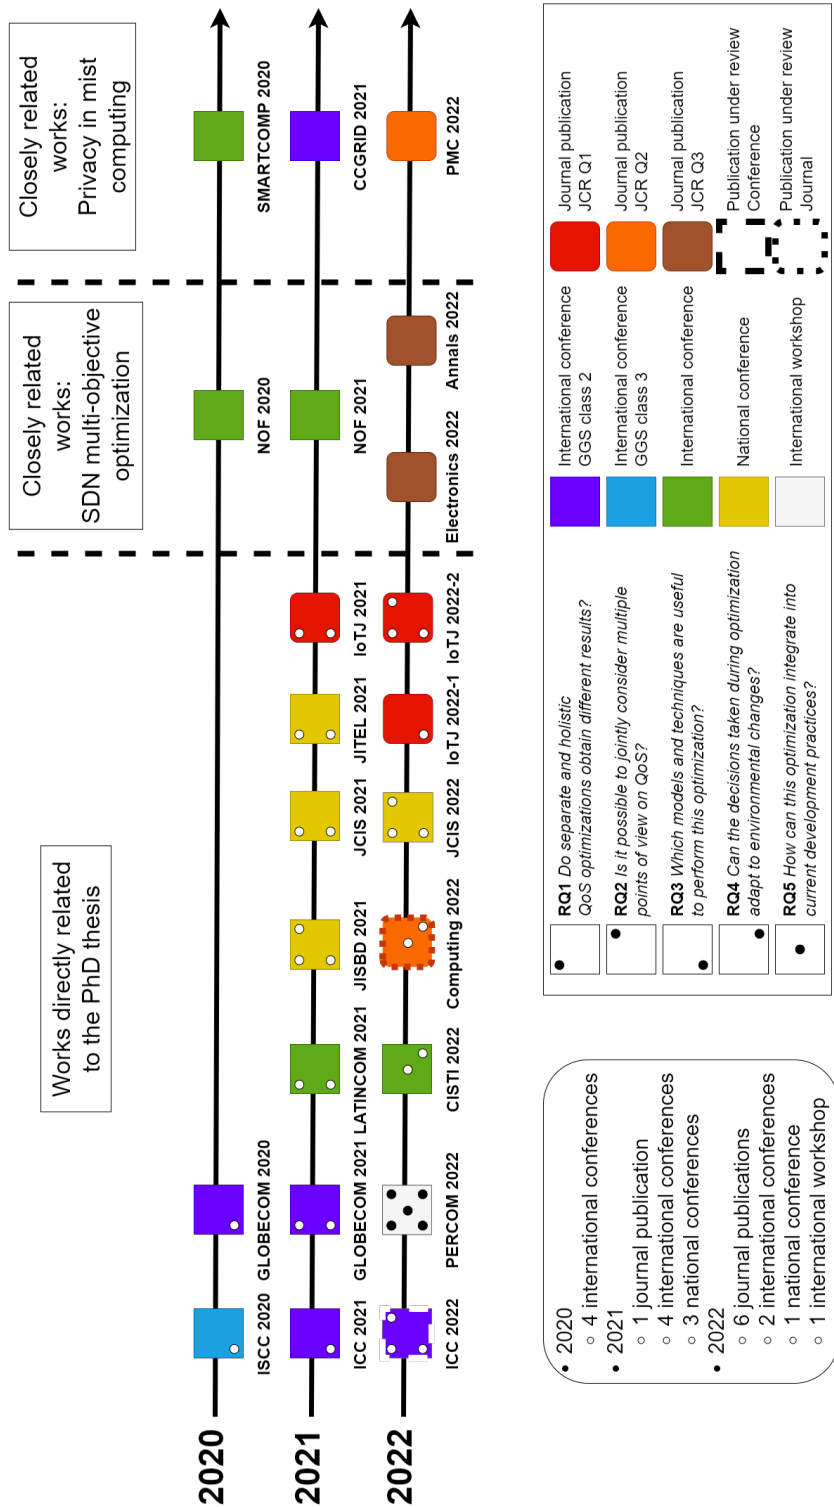 Works directly related
to the PhD thesis
Closely related
works:
SDN multi-objective
optimization
Closely related
works:
Privacy in mist
computing
2020
ISCC 2020
GLOBECOM 2020
NOF 2020
SMARTCOMP 2020
2021
ICC 2021
GLOBECOM 2021
LATINCOM 2021
JISBD 2021
JCIS 2021
JITEL 2021
IoTJ 2021
NOF 2021
CCGRID 2021
2022
ICC 2022
PERCOM 2022
CISTI 2022
Computing 2022
JCIS 2022
IoTJ 2022-1
IoTJ 2022-2
Electronics 2022
Annals 2022
PMC 2022
• 2020
○ 4 international conferences
• 2021
○ 1 journal publication
○ 4 international conferences
○ 3 national conferences
• 2022
○ 6 journal publications
○ 2 international conferences
○ 1 national conference
○ 1 international workshop
RQ1 Do separate and holistic
QoS optimizations obtain different results?
RQ2 Is it possible to jointly consider multiple
points of view on QoS?
RQ3 Which models and techniques are useful
to perform this optimization?
RQ4 Can the decisions taken during optimization
adapt to environmental changes?
RQ5 How can this optimization integrate into
current development practices?
International conference
GGS class 2
International conference
GGS class 3
International conference
National conference
International workshop
Journal publication
JCR Q1
Journal publication
JCR Q2
Journal publication
JCR Q3
Publication under review
Conference
Publication under review
Journal